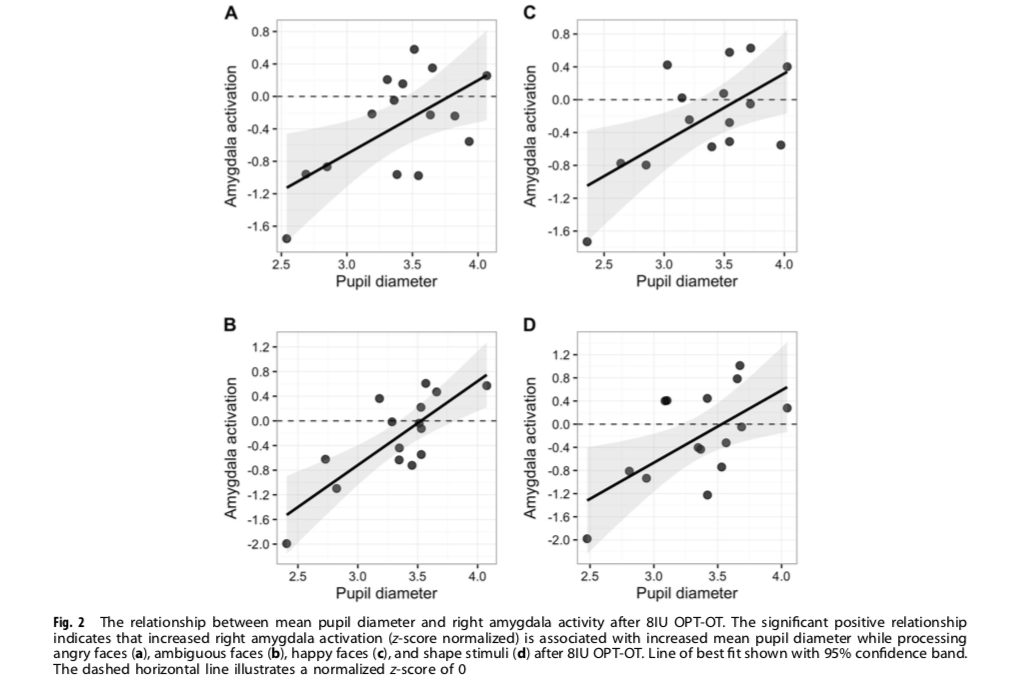 A
Amygdala activation
0.8
0.4
0.0
-0.4
-0.8
-1.2
-1.6
2.5 3.0 3.5 4.0
Pupil diameter
C
Amygdala activation
0.8
0.4
0.0
-0.4
-0.8
-1.2
-1.6
2.5 3.0 3.5 4.0
Pupil diameter
B
Amygdala activation
1.2
0.8
0.4
0.0
-0.4
-0.8
-1.2
-1.6
-2.0
2.5 3.0 3.5 4.0
Pupil diameter
D
Amygdala activation
1.2
0.8
0.4
0.0
-0.4
-0.8
-1.2
-1.6
-2.0
2.5 3.0 3.5 4.0
Pupil diameter
Fig. 2 The relationship between mean pupil diameter and right amygdala activity after 8IU OPT-OT. The significant positive relationship
indicates that increased right amygdala activation (z-score normalized) is associated with increased mean pupil diameter while processing
angry faces (a), ambiguous faces (b), happy faces (c), and shape stimuli (d) after 8IU OPT-OT. Line of best fit shown with 95% confidence band.
The dashed horizontal line illustrates a normalized z-score of 0